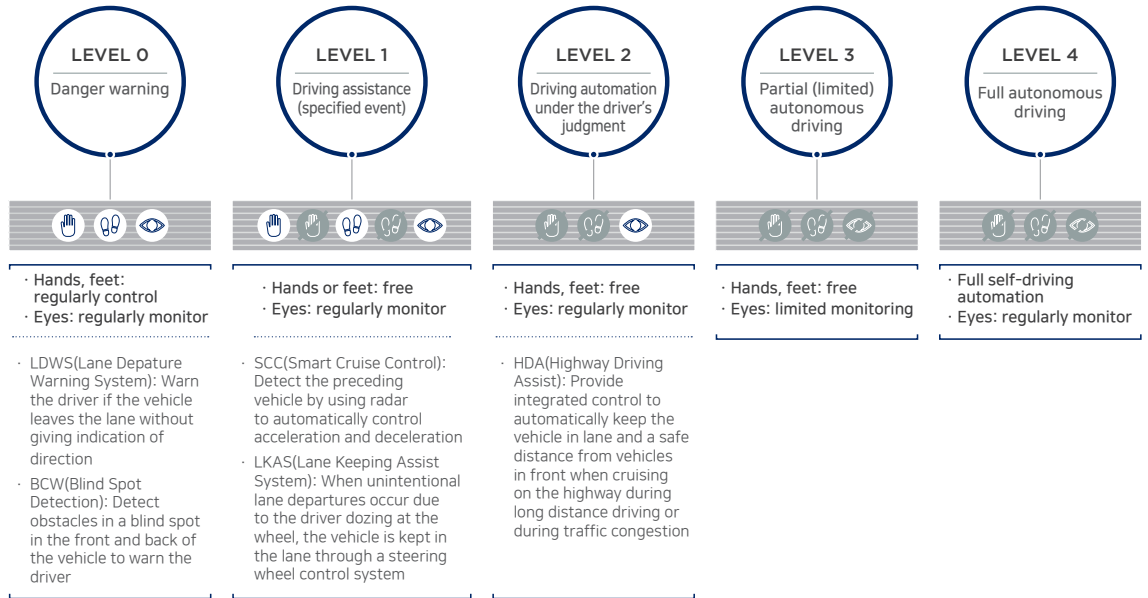 LEVEL 0
Danger warning
· Hands, feet:
regularly control
· Eyes: regularly monitor
· LDWS(Lane Depature
Warning System): Warn
the driver if the vehicle
leaves the lane without
giving indication of
direction
· BCW(Blind Spot
Detection): Detect
obstacles in a blind spot
in the front and back of
the vehicle to warn the
driver
LEVEL 1
Driving assistance
(specified event)
· Hands or feet: free
· Eyes: regularly monitor
· SCC(Smart Cruise Control):
Detect the preceding
vehicle by using radar
to automatically control
acceleration and deceleration
· LKAS(Lane Keeping Assist
System): When unintentional
lane departures occur due
to the driver dozing at the
wheel, the vehicle is kept in
the lane through a steering
wheel control system
LEVEL 2
Driving automation
under the driver's
judgment
· Hands, feet: free
· Eyes: regularly monitor
· HDA(Highway Driving
Assist): Provide
integrated control to
automatically keep the
vehicle in lane and a safe
distance from vehicles
in front when cruising
on the highway during
long distance driving or
during traffic congestion
LEVEL 3
Partial (limited)
autonomous
driving
· Hands, feet: free
· Eyes: limited monitoring
LEVEL 4
Full autonomous
driving
· Full self-driving
automation
· Eyes: regularly monitor